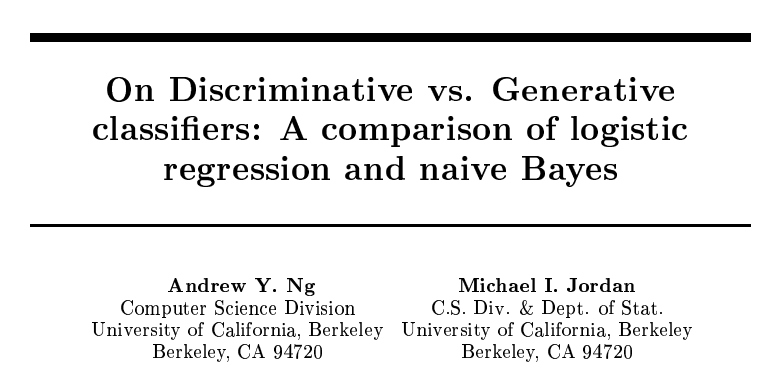 On Discriminative vs. Generative
classifiers: A comparison of logistic
regression and naive Bayes
Andrew Y. Ng
Computer Science Division
University of California, Berkeley
Berkeley, CA 94720
Michael I. Jordan
C.S. Div. & Dept. of Stat.
University of California, Berkeley
Berkeley, CA 94720